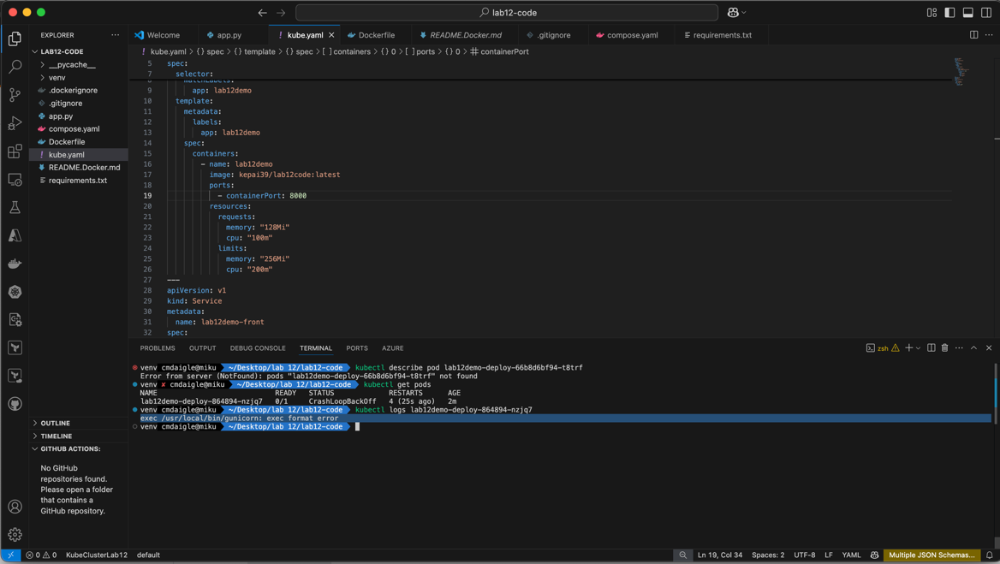 lab12-code
EXPLORER
LAB12-CODE
__pycache__
venv
.dockerignore
.gitignore
app.py
compose.yaml
Dockerfile
kube.yaml
README.Docker.md
requirements.txt
OUTLINE
TIMELINE
GITHUB ACTIONS:
No GitHub
repositories found.
Please open a folder
that contains a
GitHub repository.
Welcome
app.py
! kube.yaml
Dockerfile
README.Docker.md
.gitignore
compose.yaml
requirements.txt
! kube.yaml > {} spec > {} template > {} spec > [ ] containers > {} 0 > [ ] ports > {} 0 > # containerPort
5 spec:
7 selector:
8 matchLabels:
9 app: lab12demo
10 template:
11 metadata:
12 labels:
13 app: lab12demo
14 spec:
15 containers:
16 - name: lab12demo
17 image: kepai39/lab12code:latest
18 ports:
19 - containerPort: 8000
20 resources:
21 requests:
22 memory: "128Mi"
23 cpu: "100m"
24 limits:
25 memory: "256Mi"
26 cpu: "200m"
27 ---
28 apiVersion: v1
29 kind: Service
30 metadata:
31 name: lab12demo-front
32 spec:
PROBLEMS OUTPUT DEBUG CONSOLE TERMINAL PORTS AZURE
zsh
venv cmdaigle@miku ~/Desktop/lab 12/lab12-code kubectl describe pod lab12demo-deploy-66b8d6bf94-t8trf
Error from server (NotFound): pods "lab12demo-deploy-66b8d6bf94-t8trf" not found
venv ✘ cmdaigle@miku ~/Desktop/lab 12/lab12-code kubectl get pods
NAME READY STATUS RESTARTS AGE
lab12demo-deploy-864894-nzjq7 0/1 CrashLoopBackOff 4 (25s ago) 2m
venv cmdaigle@miku ~/Desktop/lab 12/lab12-code kubectl logs lab12demo-deploy-864894-nzjq7
exec /usr/local/bin/gunicorn: exec format error
venv cmdaigle@miku ~/Desktop/lab 12/lab12-code
0 0 KubeClusterLab12 default
Ln 19, Col 34 Spaces: 2 UTF-8 LF YAML Multiple JSON Schemas...